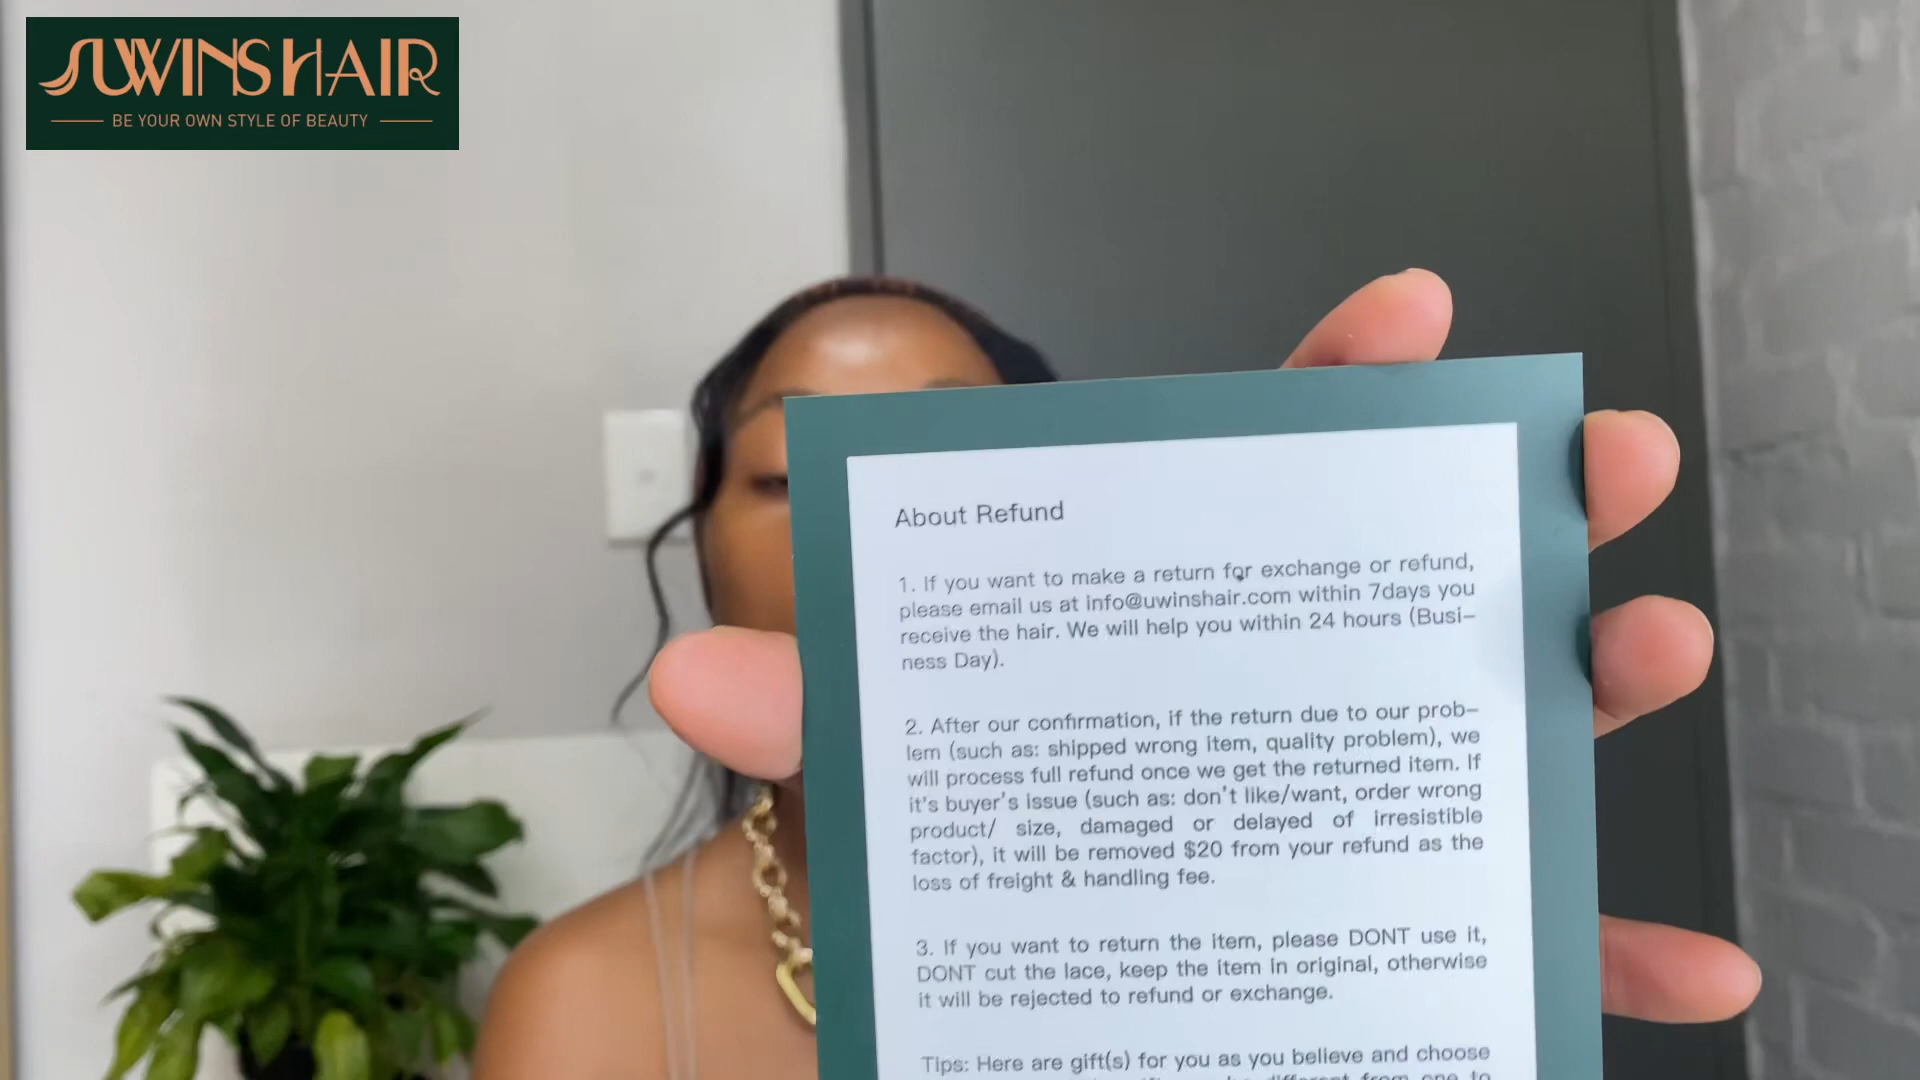 UWINSHAIR
BE YOUR OWN STYLE OF BEAUTY
About Refund
1. If you want to make a return for exchange or refund,
please email us at info@uwinshair.com within 7days you
receive the hair. We will help you within 24 hours (Busi-
ness Day).
2. After our confirmation, if the return due to our prob-
lem (such as: shipped wrong item, quality problem), we
will process full refund once we get the returned item. If
it's buyer's issue (such as: don't like/want, order wrong
product/ size, damaged or delayed of irresistible
factor), it will be removed $20 from your refund as the
loss of freight & handling fee.
3. If you want to return the item, please DONT use it,
DONT cut the lace, keep the item in original, otherwise
it will be rejected to refund or exchange.
Tips: Here are gift(s) for you as you believe and choose
different from one to